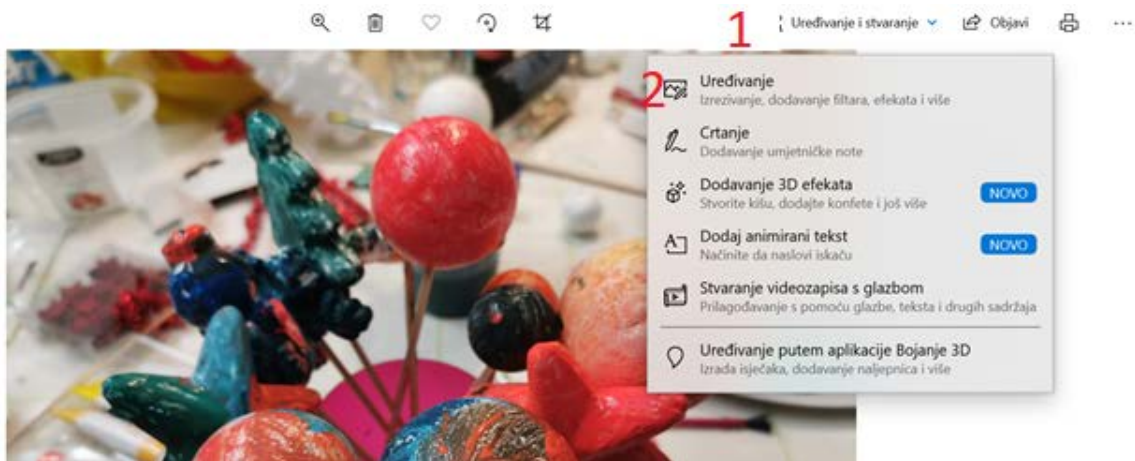 1
Uređivanje i stvaranje
Objavi
2
Uređivanje
Izrezivanje, dodavanje filtara, efekata i više
Crtanje
Dodavanje umjetničke note
Dodavanje 3D efekata
NOVO
Stvorite kišu, dodajte konfete i još više
Dodaj animirani tekst
NOVO
Načinite da naslovi iskaču
Stvaranje videozapisa s glazbom
Prilagođavanje s pomoću glazbe, teksta i drugih sadržaja
Uređivanje putem aplikacije Bojanje 3D
Izrada isječaka, dodavanje naljepnica i više